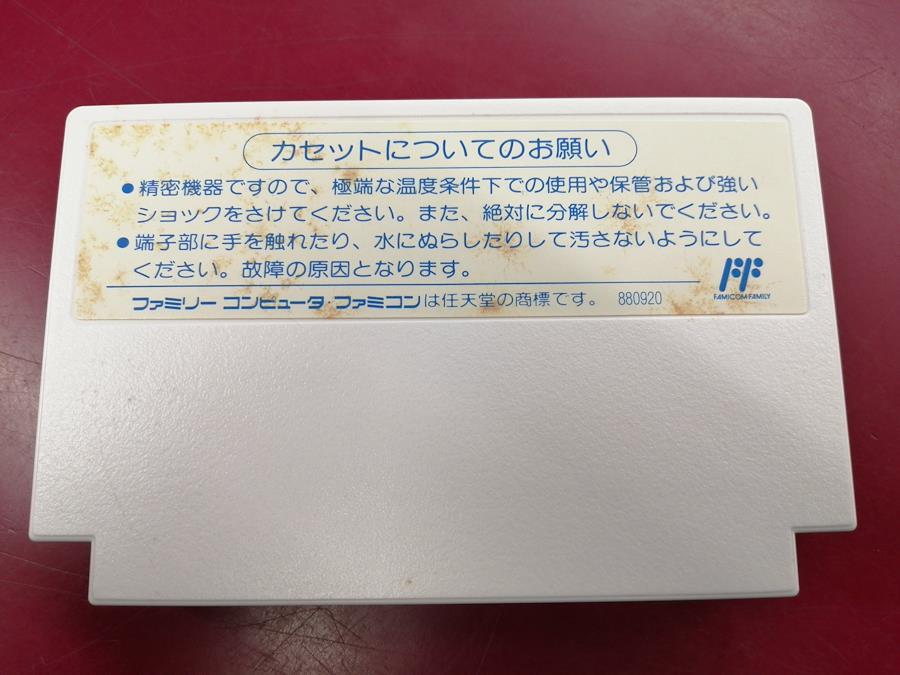 カセットについてのお願い
●精密機器ですので、極端な温度条件下での使用や保管および強い
ショックをさけてください。また、絶対に分解しないでください。
●端子部に手を触れたり、水にぬらしたりして汚さないようにして
ください。故障の原因となります。
FF
FAMICOM FAMILY
ファミリー コンピュータ・ファミコンは任天堂の商標です。 880920